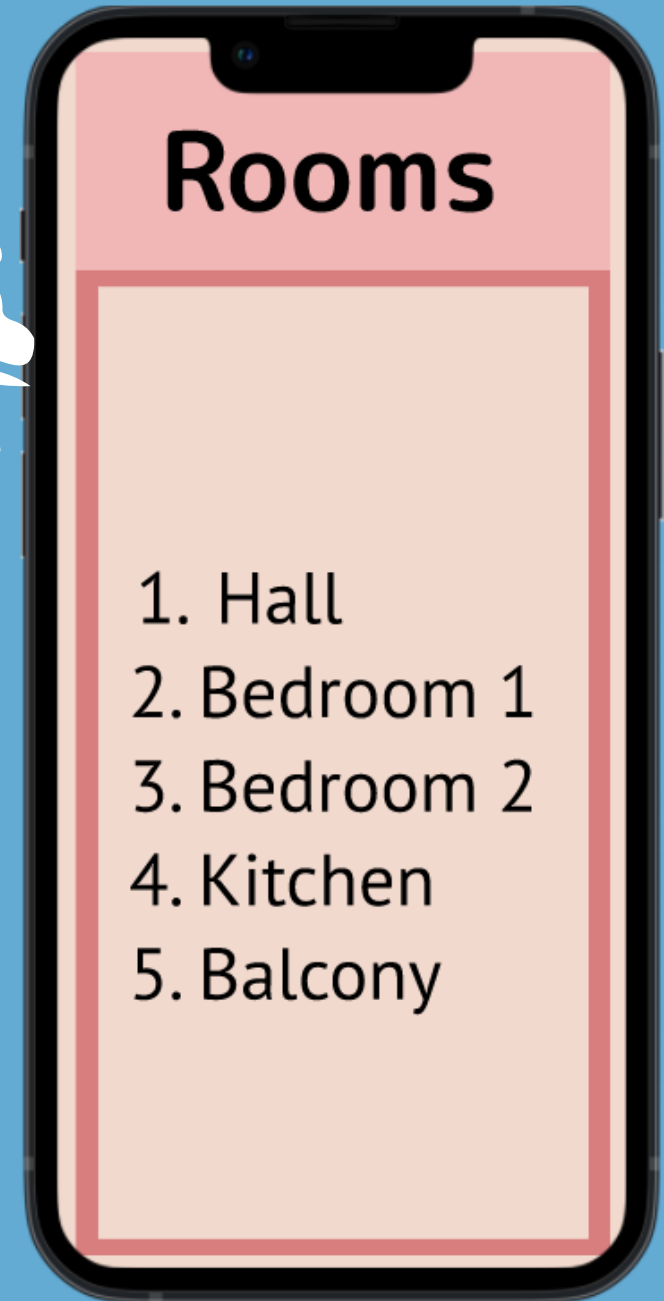 Rooms
1. Hall
2. Bedroom 1
3. Bedroom 2
4. Kitchen
5. Balcony